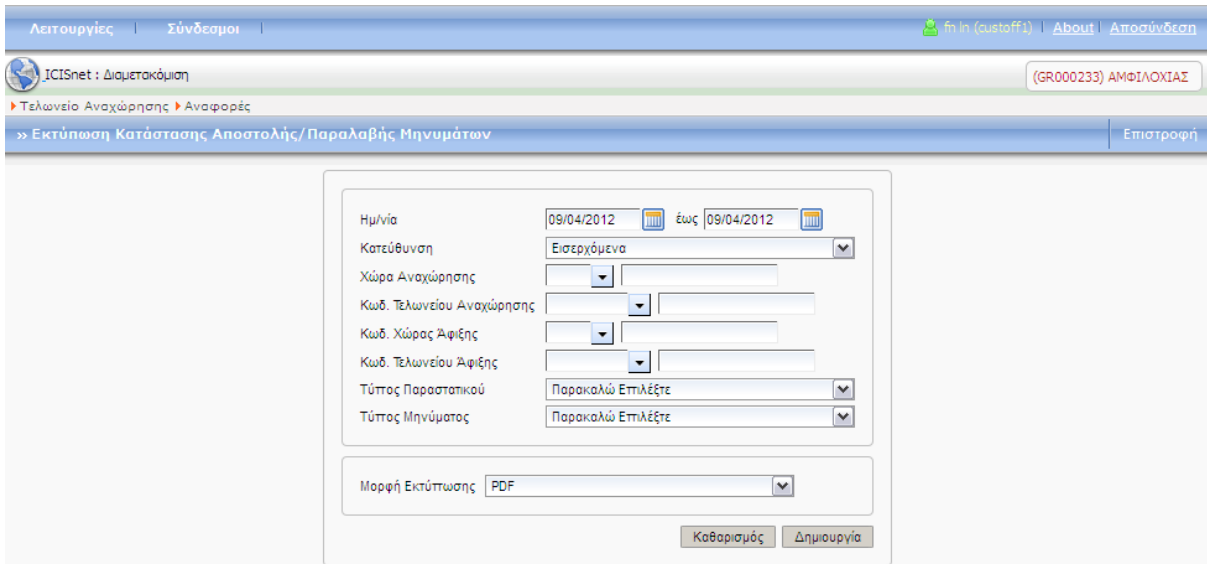 Λειτουργίες | Σύνδεσμοι | fn ln (custoff1) | About | Αποσύνδεση
ICISnet : Διαμετακόμιση (GR000233) ΑΜΦΙΛΟΧΙΑΣ
Τελωνείο Αναχώρησης Αναφορές
» Εκτύπωση Κατάστασης Αποστολής/Παραλαβής Μηνυμάτων Επιστροφή
Ημ/νία 09/04/2012 έως 09/04/2012
Κατεύθυνση Εισερχόμενα
Χώρα Αναχώρησης
Κωδ. Τελωνείου Αναχώρησης
Κωδ. Χώρας Άφιξης
Κωδ. Τελωνείου Άφιξης
Τύπος Παραστατικού Παρακαλώ Επιλέξτε
Τύπος Μηνύματος Παρακαλώ Επιλέξτε
Μορφή Εκτύπωσης PDF
Καθαρισμός Δημιουργία